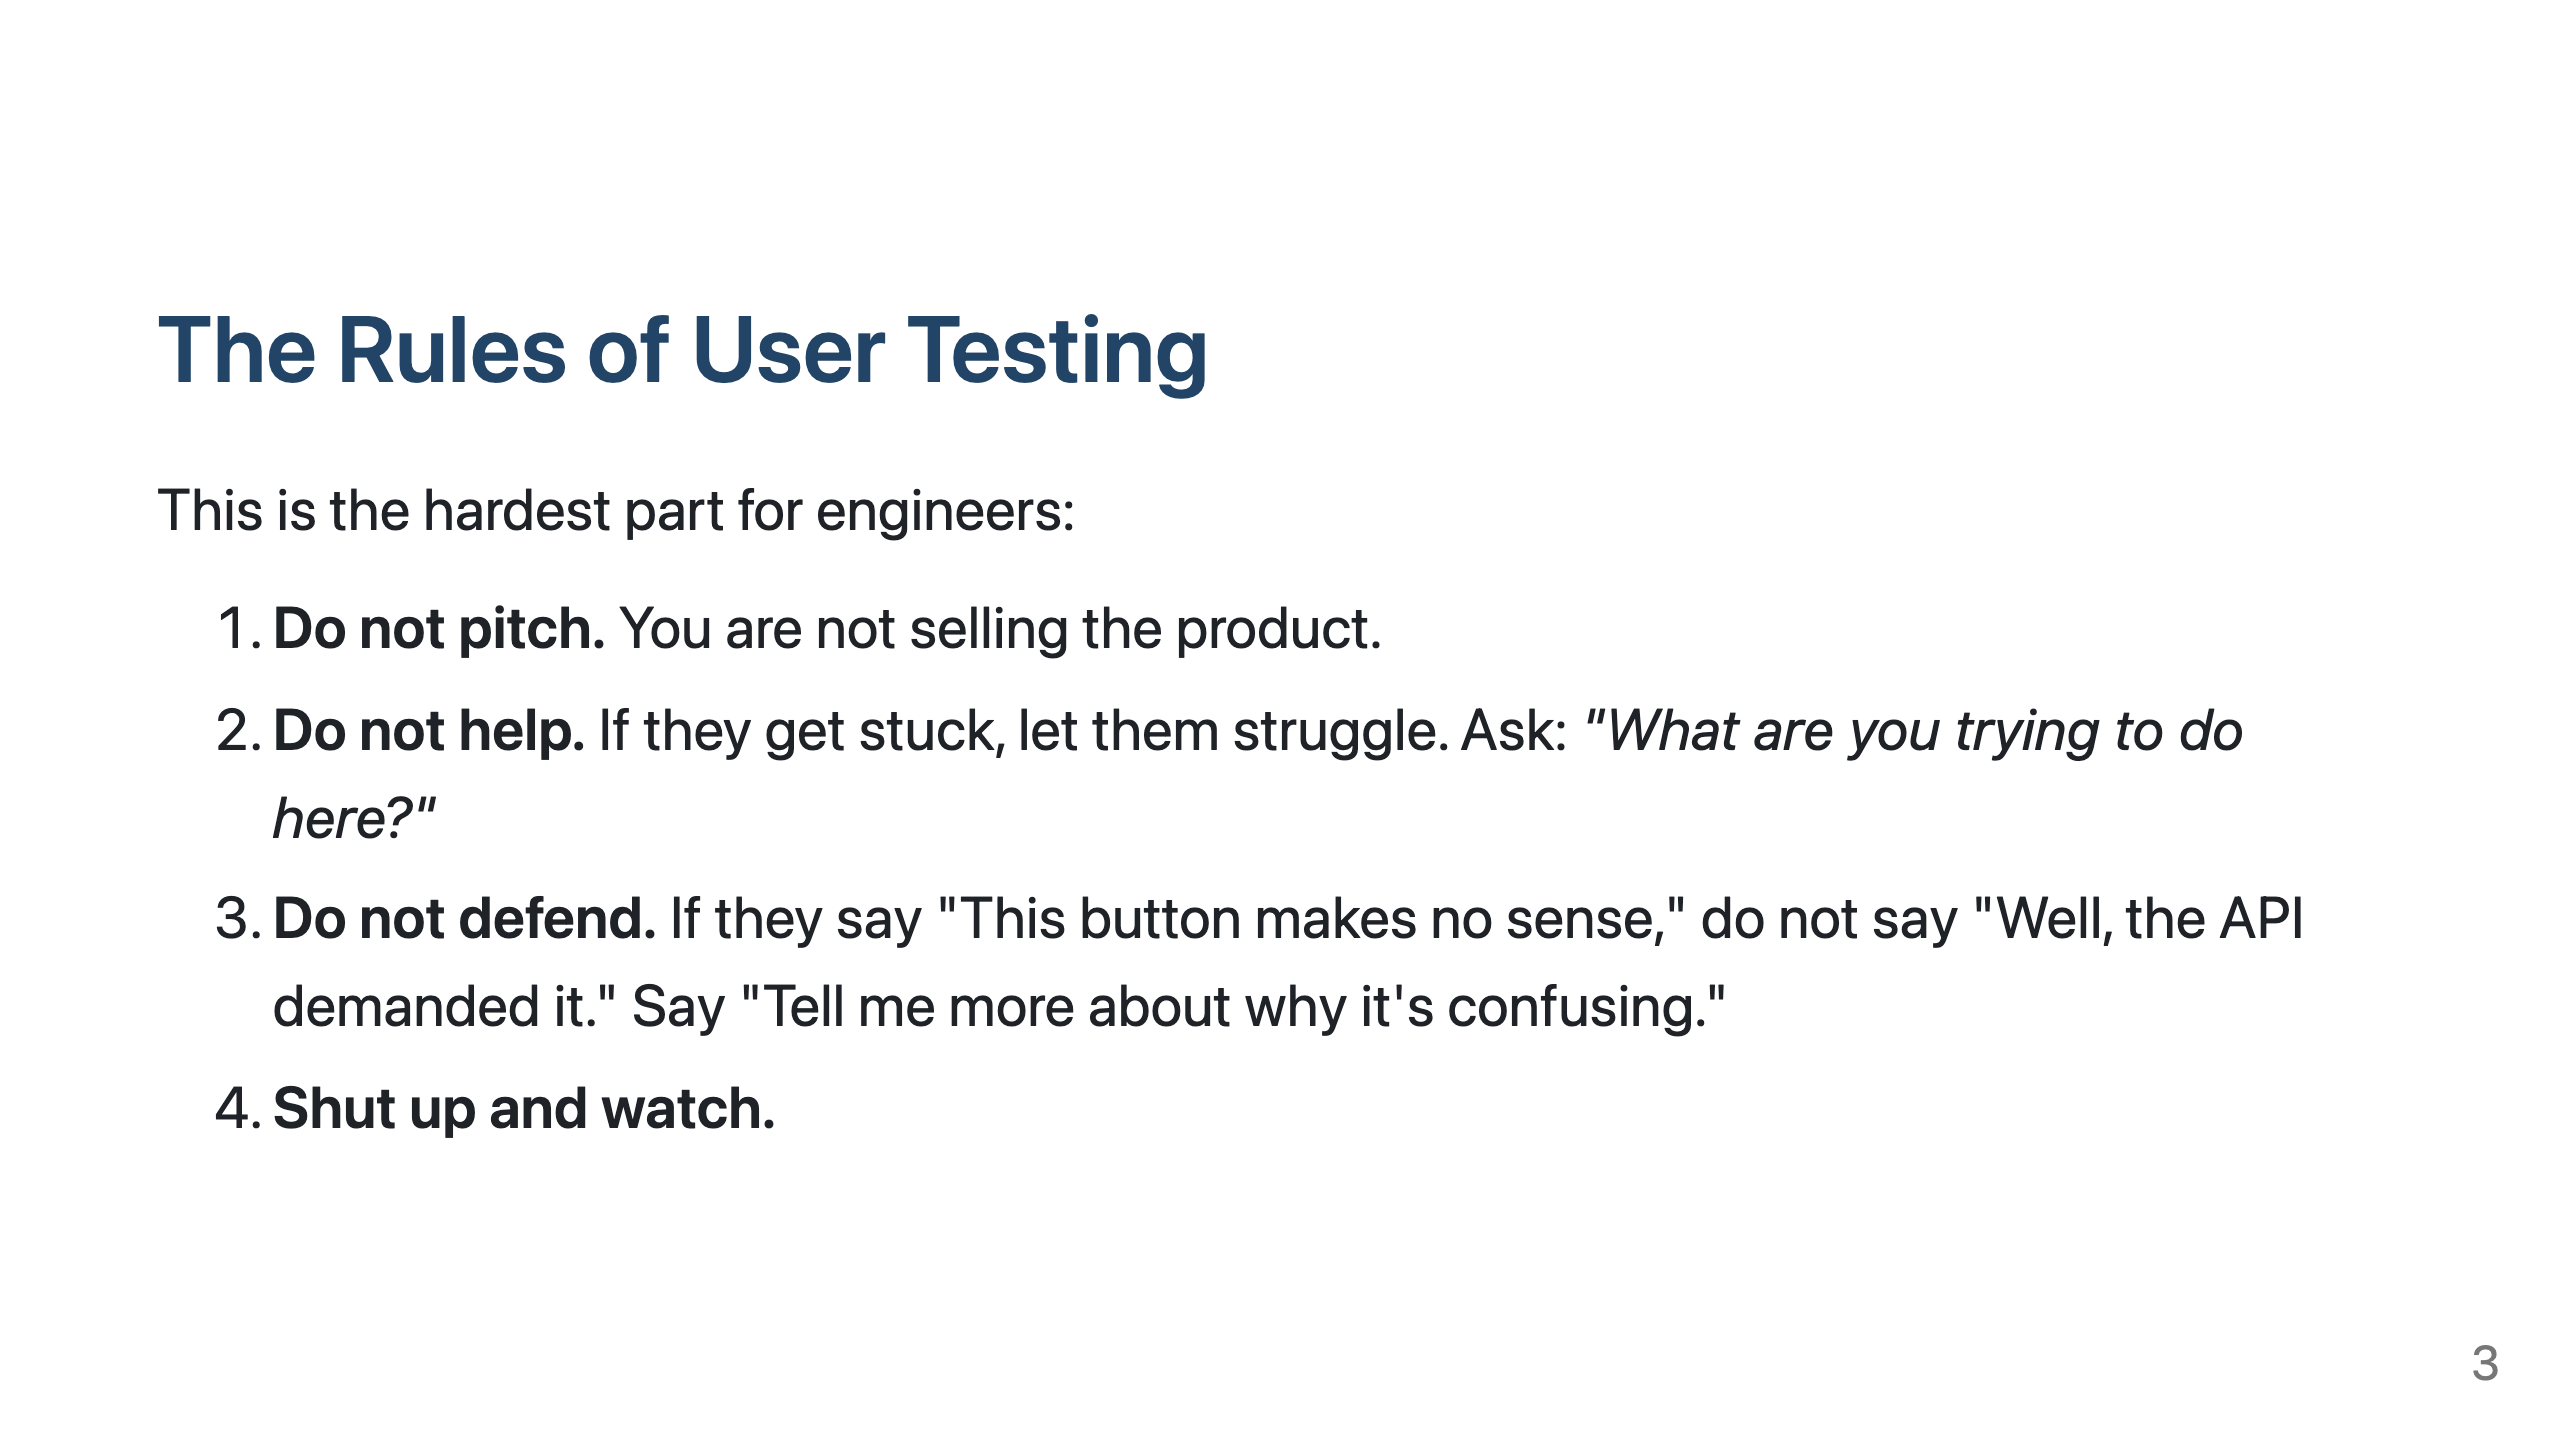 The Rules of User Testing
This is the hardest part for engineers:
1. Do not pitch. You are not selling the product.
2. Do not help. If they get stuck, let them struggle. Ask: "What are you trying to do
here?"
3. Do not defend. If they say "This button makes no sense," do not say "Well, the API
demanded it." Say "Tell me more about why it's confusing."
4. Shut up and watch.
3